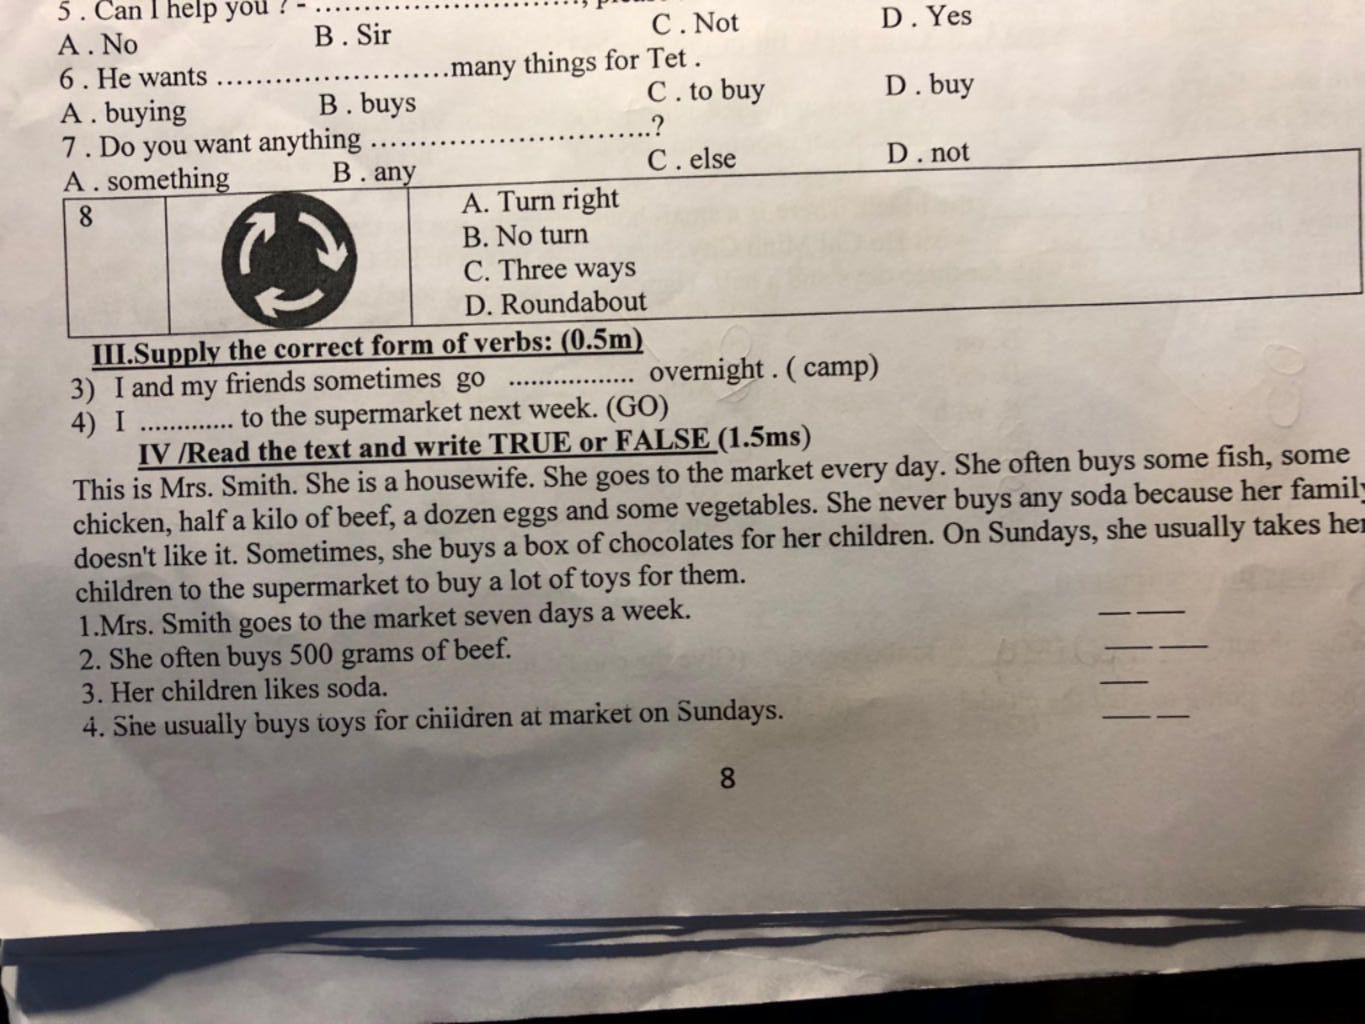 5 . Can I help you ? - ..............................,
A . No B . Sir C . Not D . Yes
6 . He wants ..........................many things for Tet .
A . buying B . buys C . to buy D . buy
7 . Do you want anything ................................?
A . something B . any C . else D . not
8 A. Turn right
B. No turn
C. Three ways
D. Roundabout
III.Supply the correct form of verbs: (0.5m)
3) I and my friends sometimes go ................. overnight . ( camp)
4) I ............. to the supermarket next week. (GO)
IV /Read the text and write TRUE or FALSE (1.5ms)
This is Mrs. Smith. She is a housewife. She goes to the market every day. She often buys some fish, some
chicken, half a kilo of beef, a dozen eggs and some vegetables. She never buys any soda because her family
doesn't like it. Sometimes, she buys a box of chocolates for her children. On Sundays, she usually takes her
children to the supermarket to buy a lot of toys for them.
1.Mrs. Smith goes to the market seven days a week.
2. She often buys 500 grams of beef.
3. Her children likes soda.
4. She usually buys toys for children at market on Sundays.
8